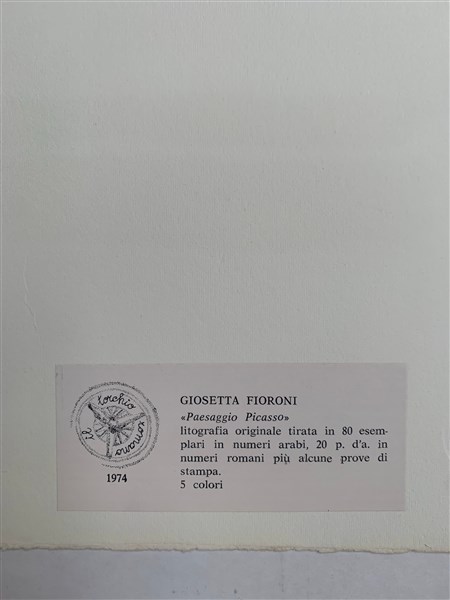 il torchio romano
1974
GIOSETTA FIORONI
«Paesaggio Picasso»
litografia originale tirata in 80 esem-
plari in numeri arabi, 20 p. d'a. in
numeri romani più alcune prove di
stampa.
5 colori